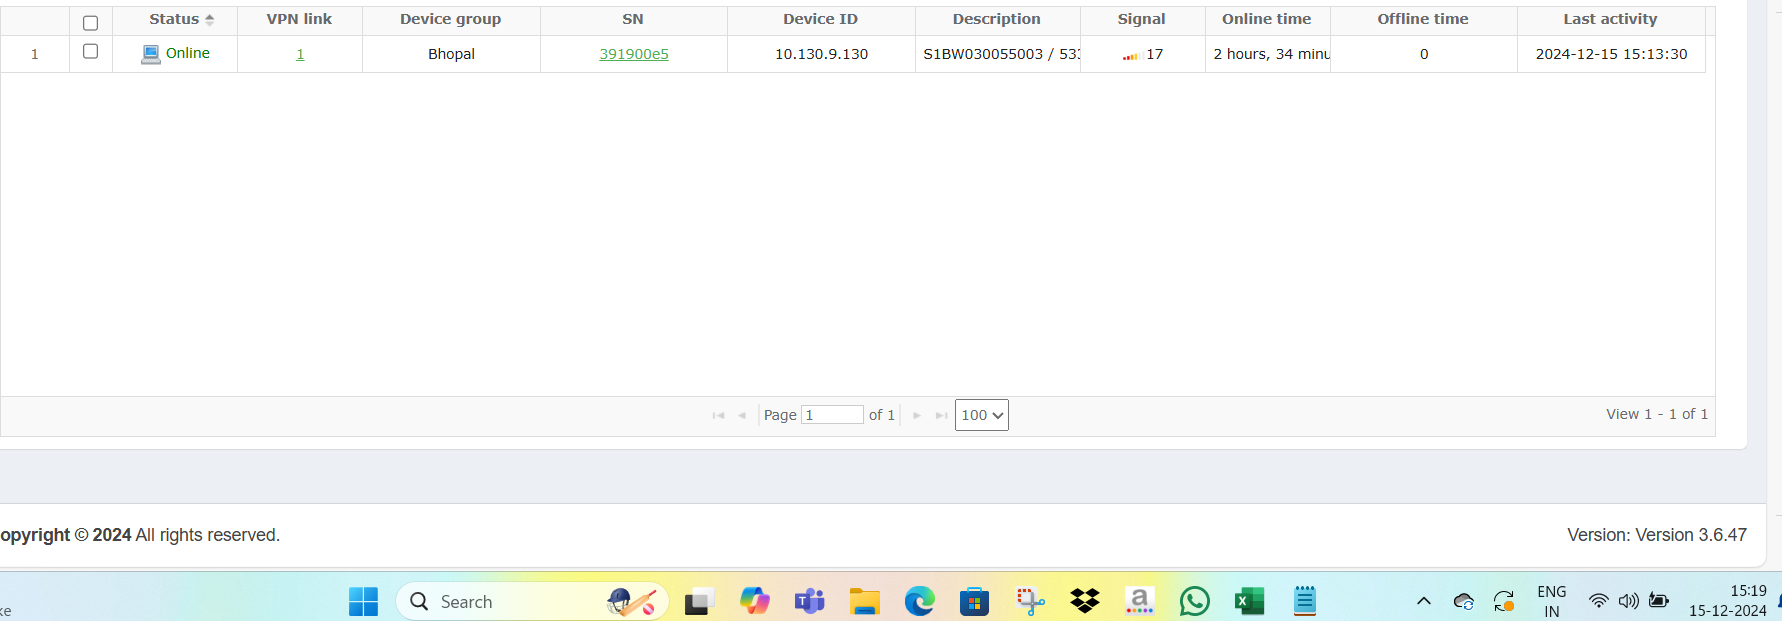 Status VPN link Device group SN Device ID Description Signal Online time Offline time Last activity
1 Online 1 Bhopal 391900e5 10.130.9.130 S1BW030055003 / 533 17 2 hours, 34 minu 0 2024-12-15 15:13:30
Page 1 of 1 100 View 1 - 1 of 1
opyright © 2024 All rights reserved. Version: Version 3.6.47
ke Search ENG 15:19
IN 15-12-2024